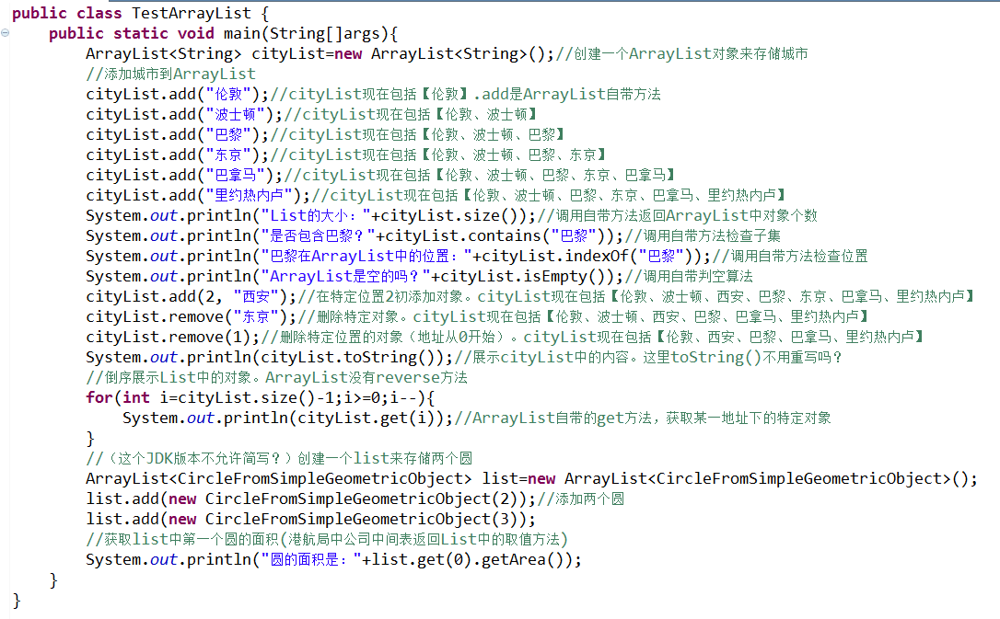 public class TestArrayList {
    public static void main(String[]args){
        ArrayList<String> cityList=new ArrayList<String>();//创建一个ArrayList对象来存储城市
        //添加城市到ArrayList
        cityList.add("伦敦");//cityList现在包括【伦敦】.add是ArrayList自带方法
        cityList.add("波士顿");//cityList现在包括【伦敦、波士顿】
        cityList.add("巴黎");//cityList现在包括【伦敦、波士顿、巴黎】
        cityList.add("东京");//cityList现在包括【伦敦、波士顿、巴黎、东京】
        cityList.add("巴拿马");//cityList现在包括【伦敦、波士顿、巴黎、东京、巴拿马】
        cityList.add("里约热内卢");//cityList现在包括【伦敦、波士顿、巴黎、东京、巴拿马、里约热内卢】
        System.out.println("List的大小："+cityList.size());//调用自带方法返回ArrayList中对象个数
        System.out.println("是否包含巴黎？"+cityList.contains("巴黎"));//调用自带方法检查子集
        System.out.println("巴黎在ArrayList中的位置："+cityList.indexOf("巴黎"));//调用自带方法检查位置
        System.out.println("ArrayList是空的吗？"+cityList.isEmpty());//调用自带判空算法
        cityList.add(2, "西安");//在特定位置2初添加对象。cityList现在包括【伦敦、波士顿、西安、巴黎、东京、巴拿马、里约热内卢】
        cityList.remove("东京");//删除特定对象。cityList现在包括【伦敦、波士顿、西安、巴黎、巴拿马、里约热内卢】
        cityList.remove(1);//删除特定位置的对象（地址从0开始）。cityList现在包括【伦敦、西安、巴黎、巴拿马、里约热内卢】
        System.out.println(cityList.toString());//展示cityList中的内容。这里toString()不用重写吗？
        //倒序展示List中的对象。ArrayList没有reverse方法
        for(int i=cityList.size()-1;i>=0;i--){
            System.out.println(cityList.get(i));//ArrayList自带的get方法，获取某一地址下的特定对象
        }
        //（这个JDK版本不允许简写？）创建一个list来存储两个圆
        ArrayList<CircleFromSimpleGeometricObject> list=new ArrayList<CircleFromSimpleGeometricObject>();
        list.add(new CircleFromSimpleGeometricObject(2));//添加两个圆
        list.add(new CircleFromSimpleGeometricObject(3));
        //获取list中第一个圆的面积(港航局中公司中间表返回List中的取值方法)
        System.out.println("圆的面积是："+list.get(0).getArea());
    }
}